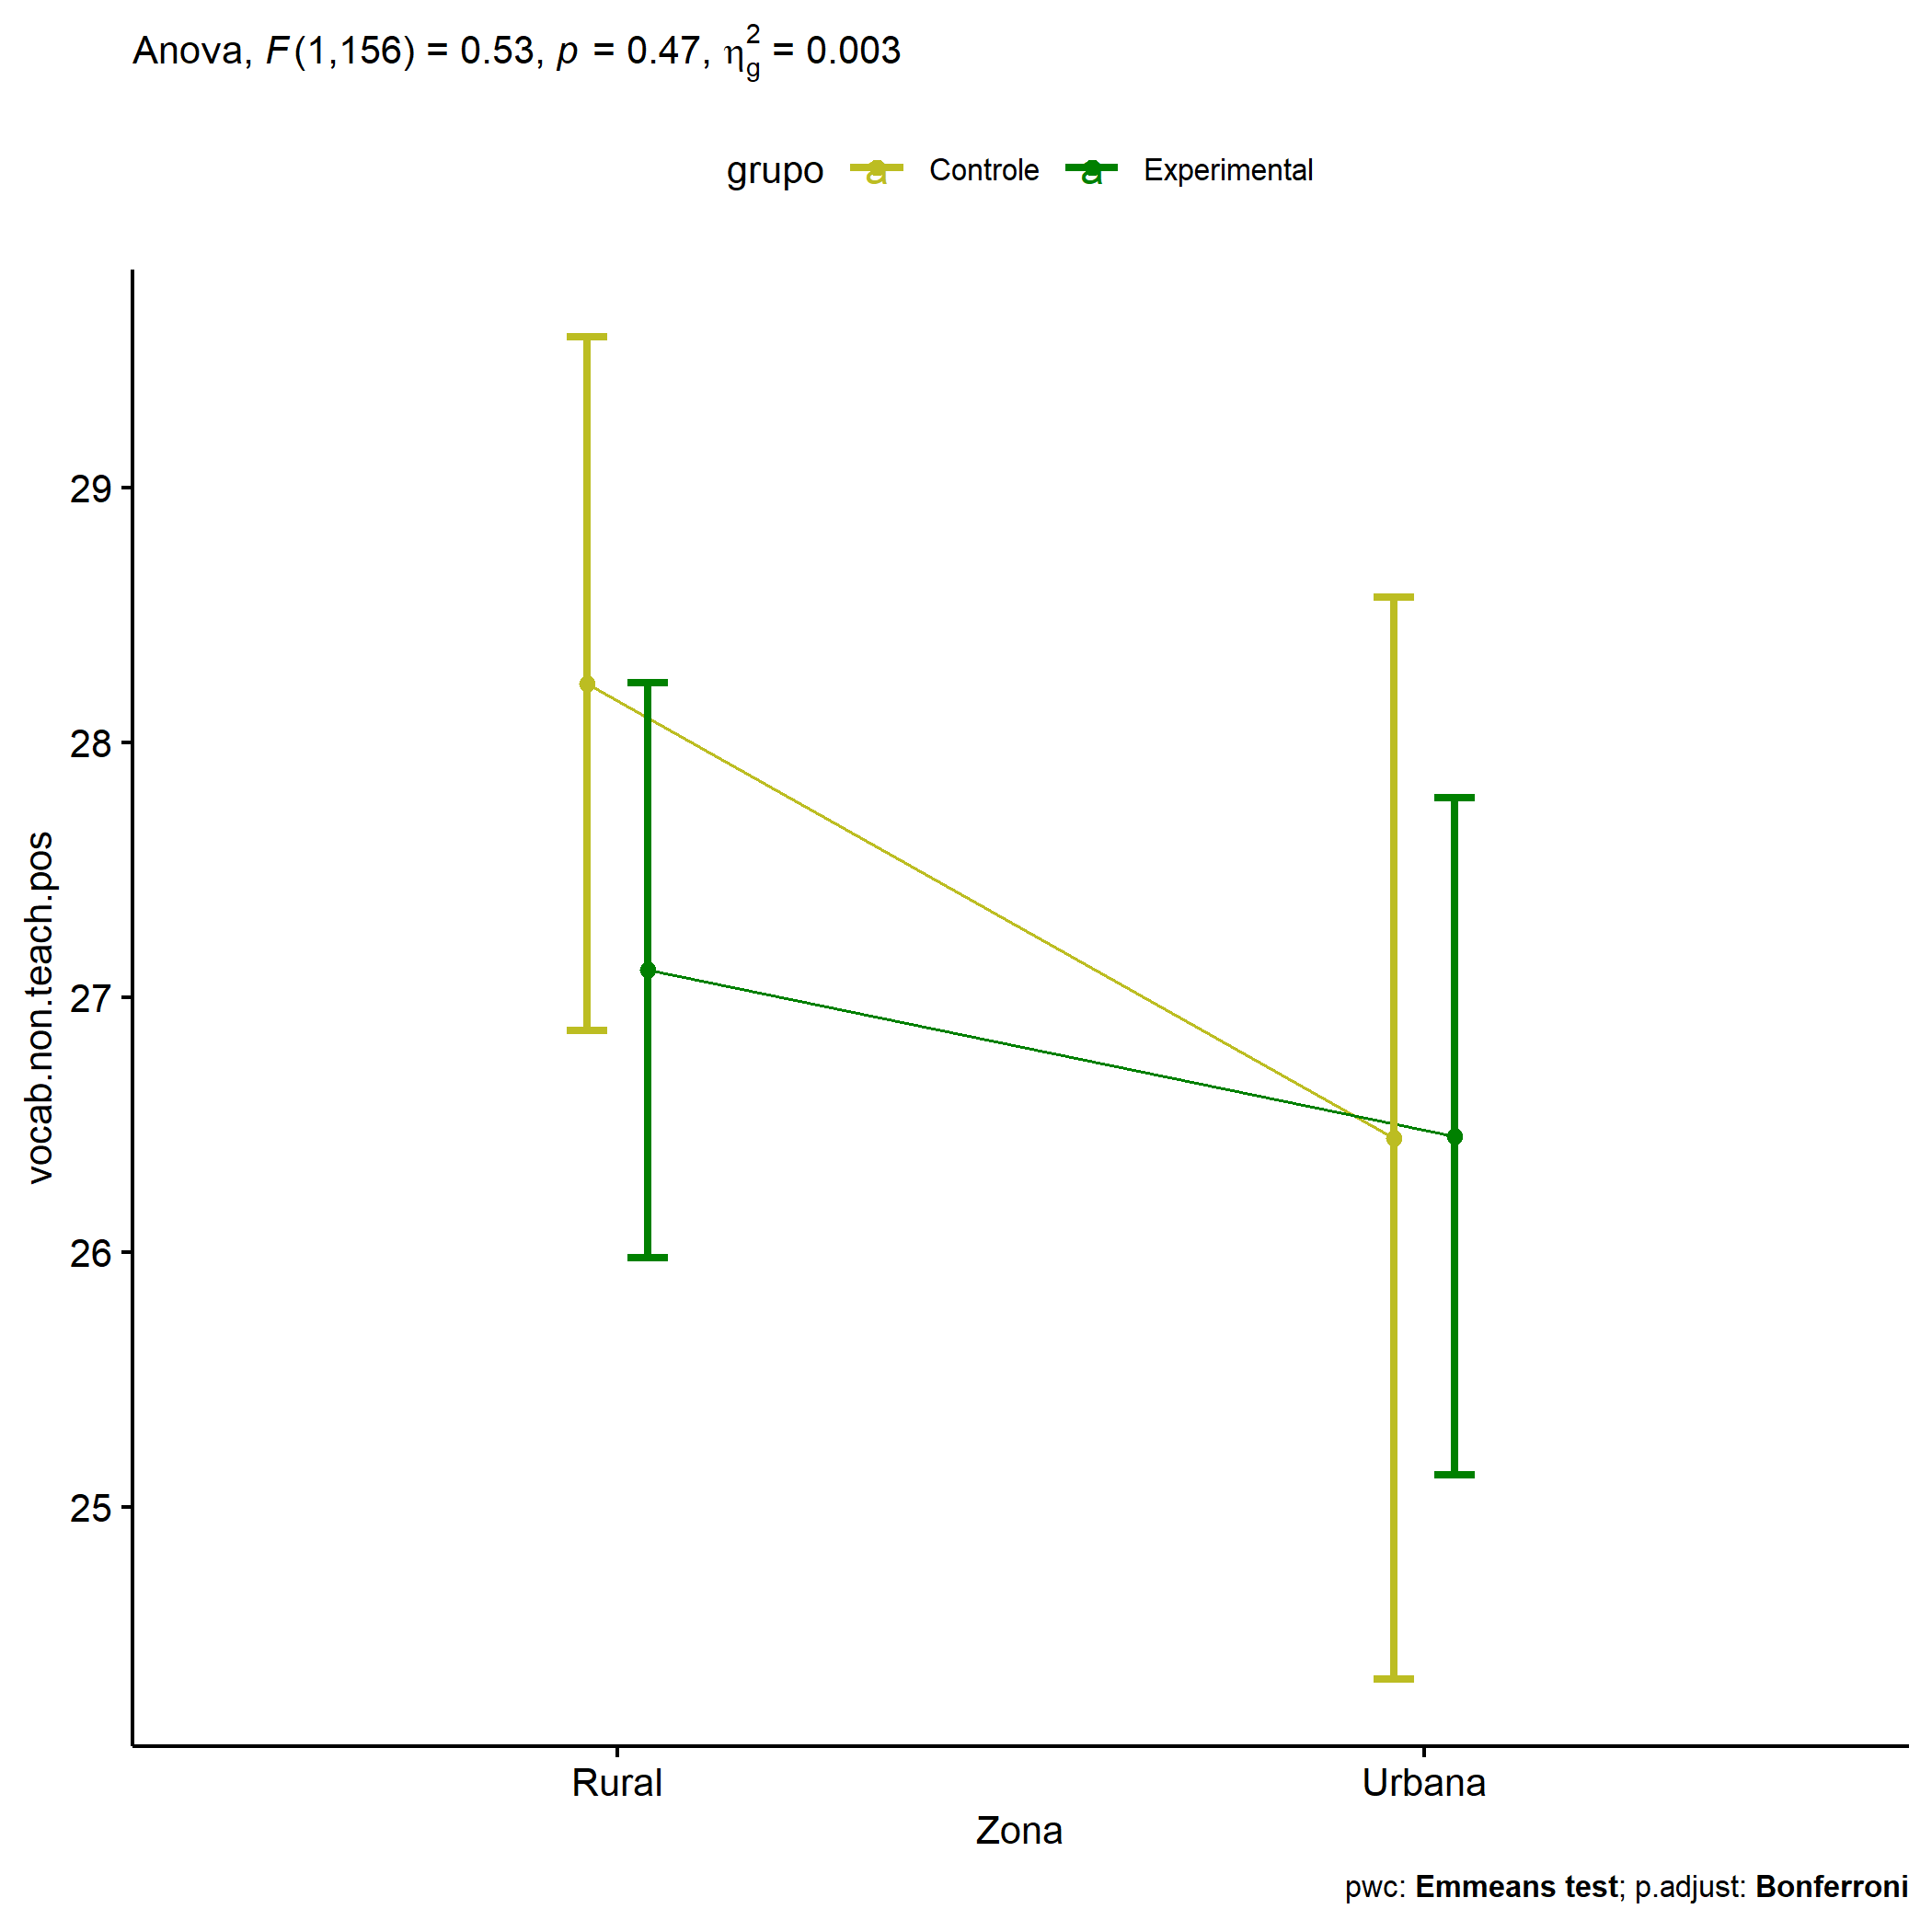 Anova, F(1,156) = 0.53, p = 0.47, η²g = 0.003
grupo a Controle a Experimental
29
28
27
26
25
vocab.non.teach.pos
Rural Urbana
Zona
pwc: Emmeans test; p.adjust: Bonferroni